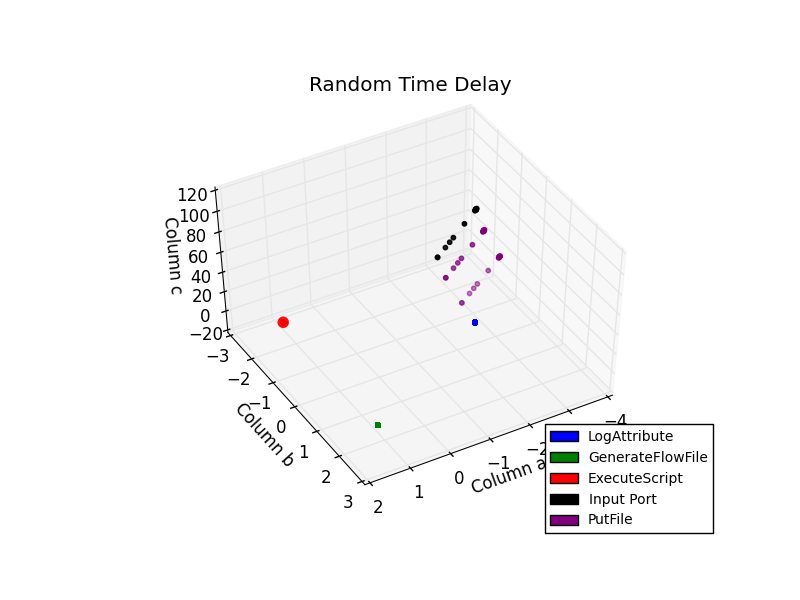 Random Time Delay
120
100
80
60
40
20
0
−20
Column c
−3
−2
−1
0
1
2
3
Column b
2
1
0
−1
−2
−4
Column a
LogAttribute
GenerateFlowFile
ExecuteScript
Input Port
PutFile